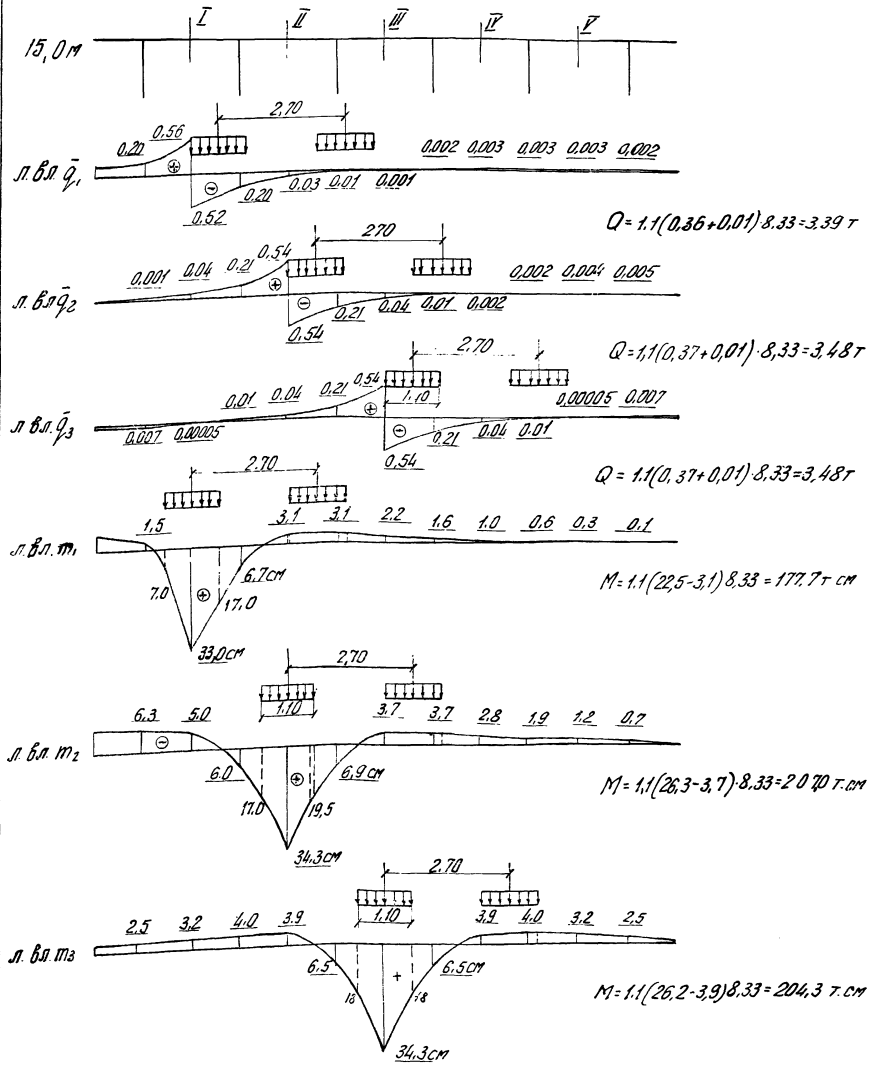 I II III IV V
15,0 м
2,70
0,20 0,56 0,002 0,003 0,003 0,003 0,002
л. вл. q̄₁ ⊕
⊖ 0,20 0,03 0,01 0,001
0,52
Q = 1.1(0,36+0,01)·8.33=3,39 т
270
0,001 0,04 0,21 0,54 0,002 0,004 0,005
л. вл q̄₂ ⊕
⊖ 0,21 0,04 0,01 0,002
0,54
Q = 1,1(0,37+0,01)·8,33=3,48т
2.70
0,01 0,04 0,21 0,54 1,10 0,00005 0,007
л вл. q̄₃ ⊕
0,007 0,00005 ⊖ 0,21 0,04 0,01
0,54
Q = 1.1(0,37+0,01)·8,33=3,48т
2.70
1,5 3,1 3,1 2.2 1.6 1.0 0.6 0.3 0.1
л. вл. m₁
7.0 ⊕ 17,0 6,7см
33,0см
M = 1.1(22,5-3,1)8,33=177.7т см
2,70
1,10
6.3 5.0 3.7 3,7 2.8 1.9 1.2 0.7
л. вл. m₂ ⊖
6.0 ⊕ 6,9 см
17.0 19,5
34.3см
M = 1,1(26,3-3,7)·8,33=207,0 т.см
2.70
1,10
2.5 3,2 4.0 3.9 3.9 4.0 3.2 2.5
л. вл. m₃
6,5 + 6,5см
18 18
34.3см
M = 1.1(26,2-3,9)8,33=204,3 т.см